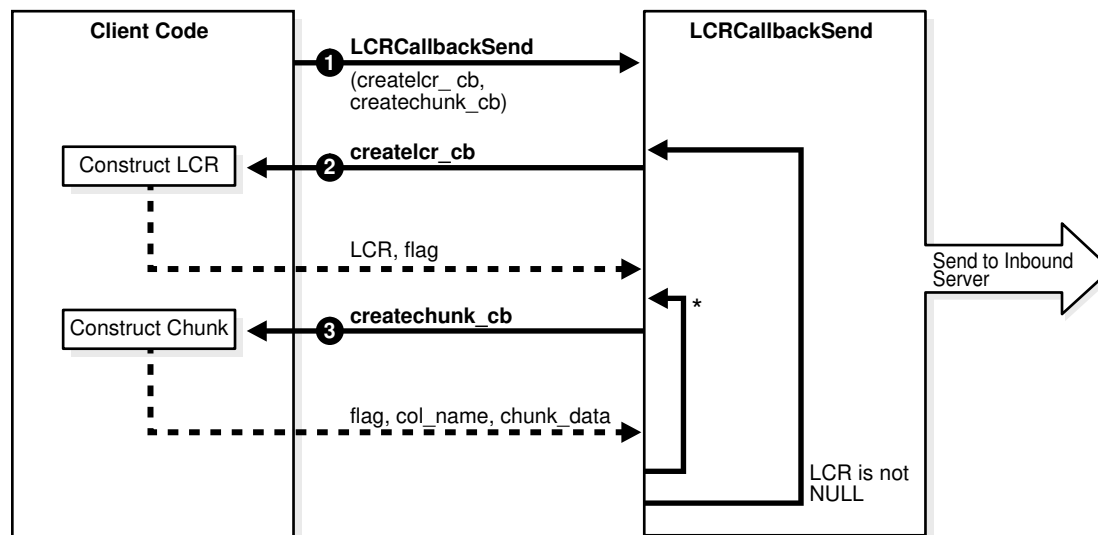 Client Code
LCRCallbackSend
1
LCRCallbackSend
(createlcr_ cb,
createchunk_cb)
2
createlcr_cb
Construct LCR
LCR, flag
Send to Inbound
Server
*
3
createchunk_cb
Construct Chunk
flag, col_name, chunk_data
LCR is not
NULL